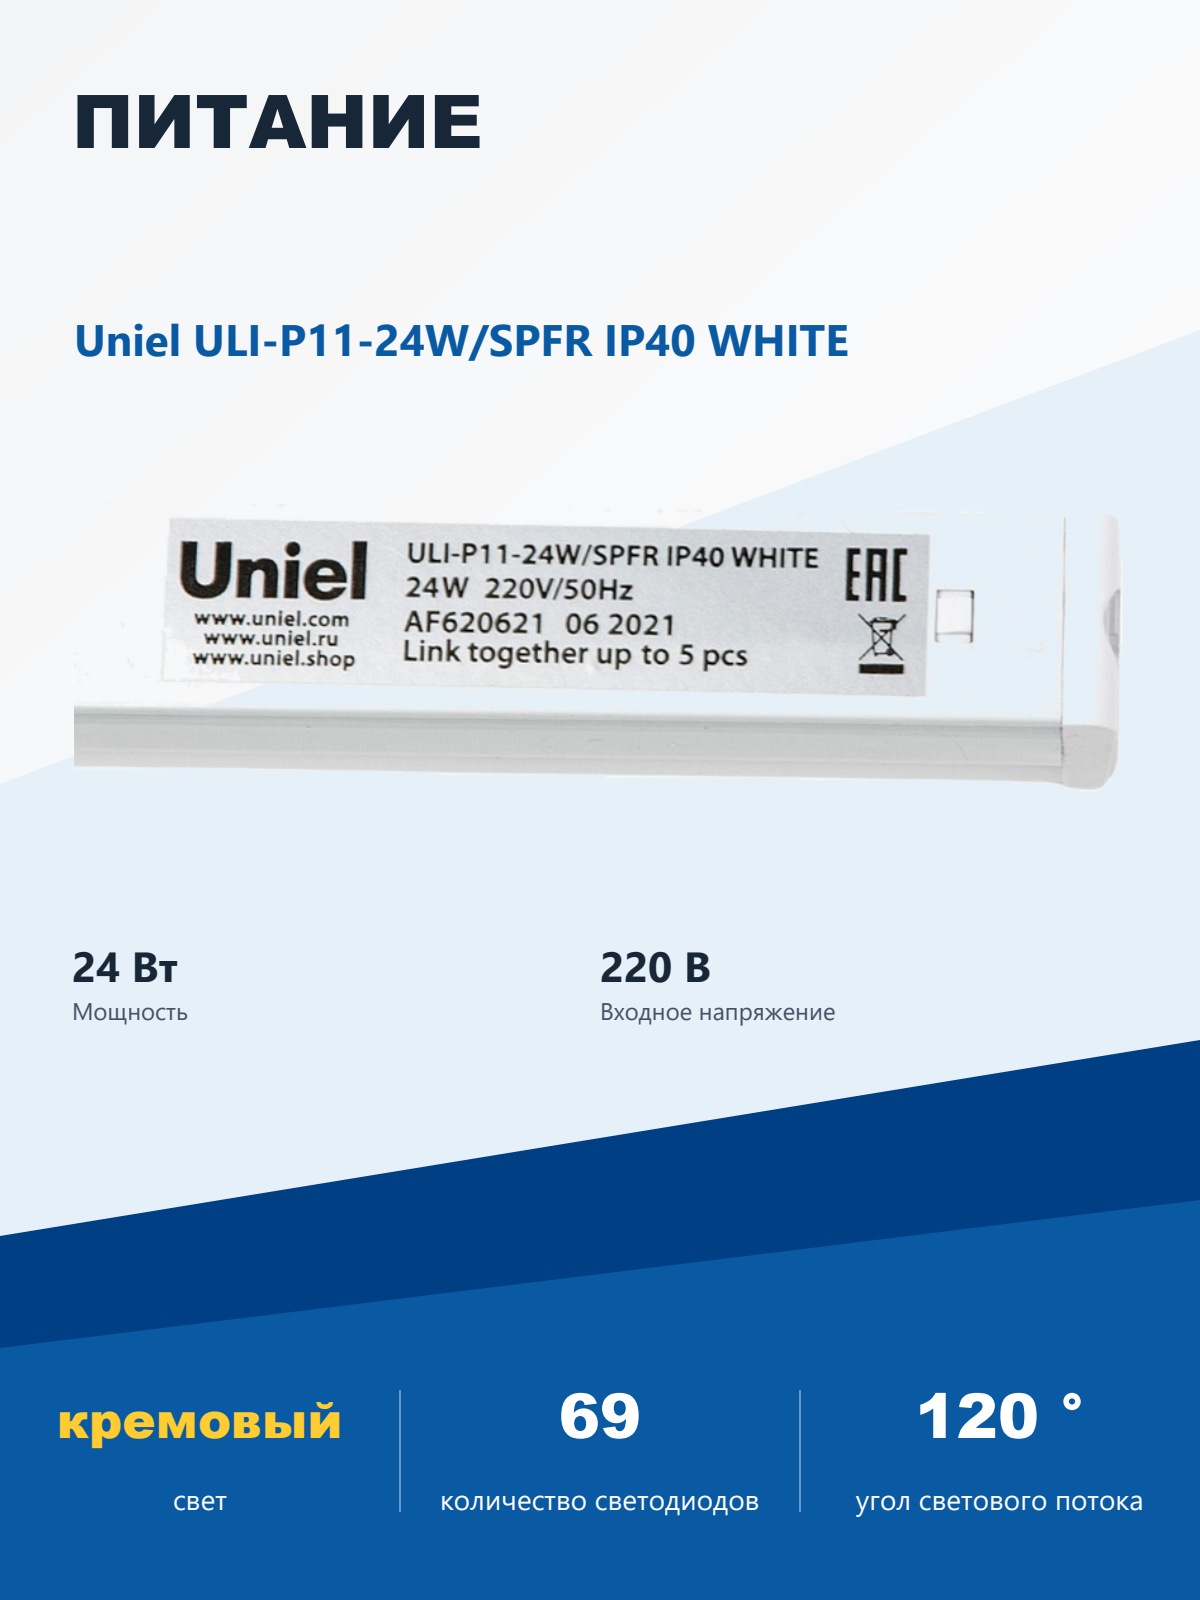 ПИТАНИЕ
Uniel ULI-P11-24W/SPFR IP40 WHITE
Uniel
www.uniel.com
www.uniel.ru
www.uniel.shop
ULI-P11-24W/SPFR IP40 WHITE
24W 220V/50Hz
AF620621 06 2021
Link together up to 5 pcs
EAC
24 Вт
Мощность
220 В
Входное напряжение
кремовый
свет
69
количество светодиодов
120 °
угол светового потока